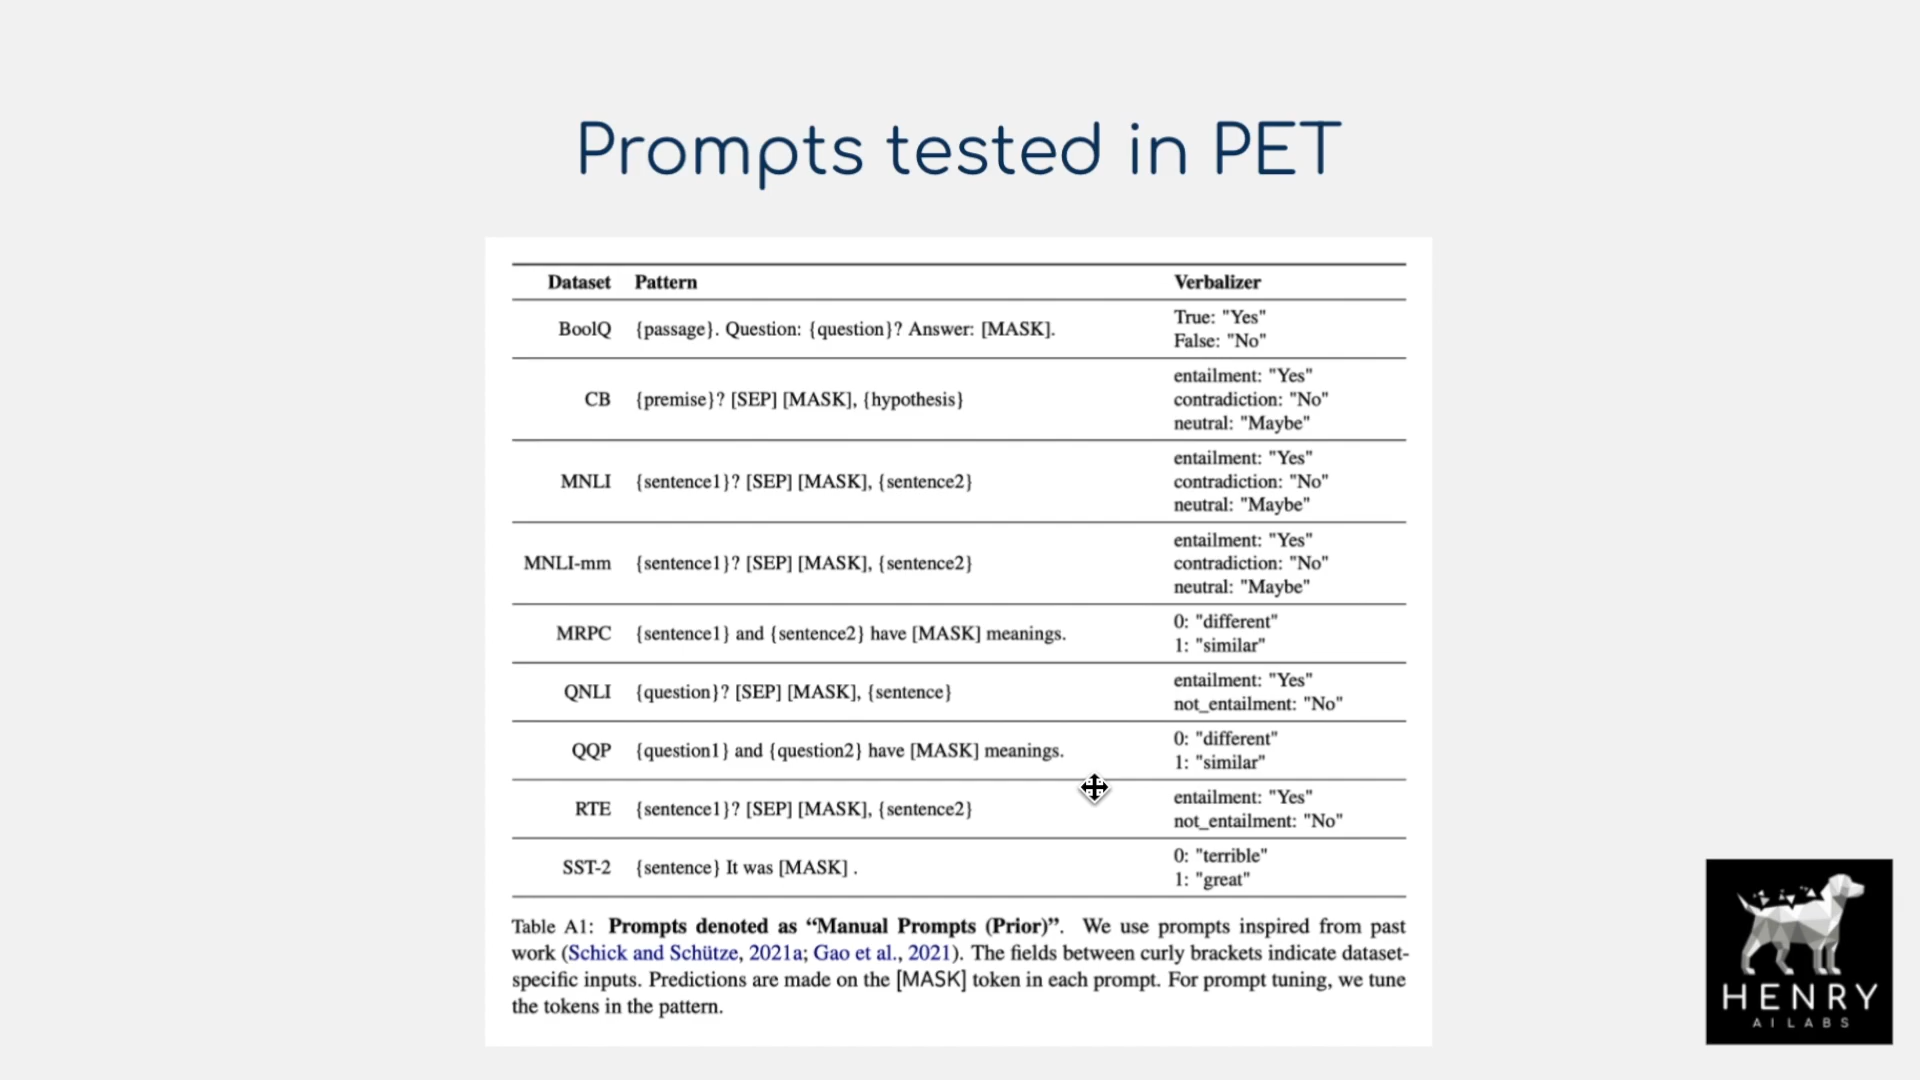 Prompts tested in PET
Dataset Pattern Verbalizer
BoolQ {passage}. Question: {question}? Answer: [MASK]. True: "Yes"
False: "No"
CB {premise}? [SEP] [MASK], {hypothesis} entailment: "Yes"
contradiction: "No"
neutral: "Maybe"
MNLI {sentence1}? [SEP] [MASK], {sentence2} entailment: "Yes"
contradiction: "No"
neutral: "Maybe"
MNLI-mm {sentence1}? [SEP] [MASK], {sentence2} entailment: "Yes"
contradiction: "No"
neutral: "Maybe"
MRPC {sentence1} and {sentence2} have [MASK] meanings. 0: "different"
1: "similar"
QNLI {question}? [SEP] [MASK], {sentence} entailment: "Yes"
not_entailment: "No"
QQP {question1} and {question2} have [MASK] meanings. 0: "different"
1: "similar"
RTE {sentence1}? [SEP] [MASK], {sentence2} entailment: "Yes"
not_entailment: "No"
SST-2 {sentence} It was [MASK] . 0: "terrible"
1: "great"
Table A1: Prompts denoted as “Manual Prompts (Prior)”. We use prompts inspired from past
work (Schick and Schütze, 2021a; Gao et al., 2021). The fields between curly brackets indicate dataset-
specific inputs. Predictions are made on the [MASK] token in each prompt. For prompt tuning, we tune
the tokens in the pattern.
HENRY
AI LABS